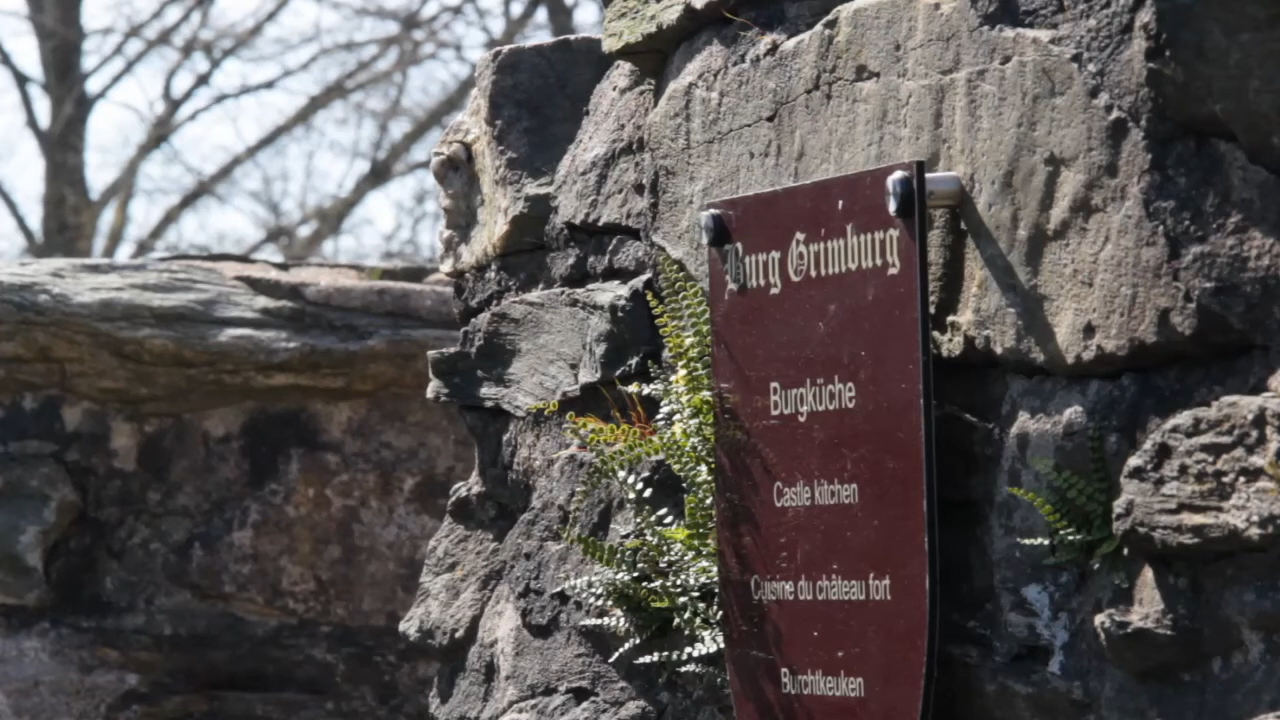 Burg Grimburg
Burgküche
Castle kitchen
Cuisine du château fort
Burchtkeuken